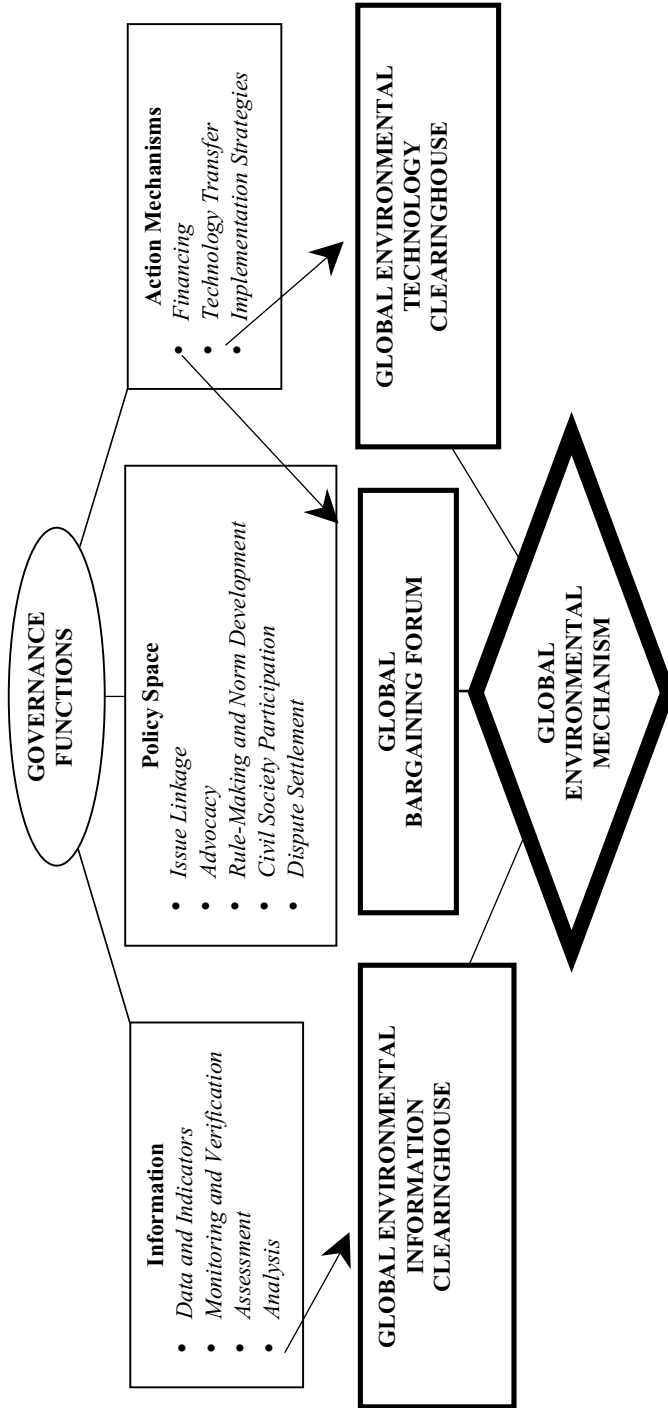 GOVERNANCE
FUNCTIONS
Information
• Data and Indicators
• Monitoring and Verification
• Assessment
• Analysis
Policy Space
• Issue Linkage
• Advocacy
• Rule-Making and Norm Development
• Civil Society Participation
• Dispute Settlement
Action Mechanisms
• Financing
• Technology Transfer
• Implementation Strategies
GLOBAL ENVIRONMENTAL
INFORMATION
CLEARINGHOUSE
GLOBAL
BARGAINING FORUM
GLOBAL ENVIRONMENTAL
TECHNOLOGY
CLEARINGHOUSE
GLOBAL
ENVIRONMENTAL
MECHANISM